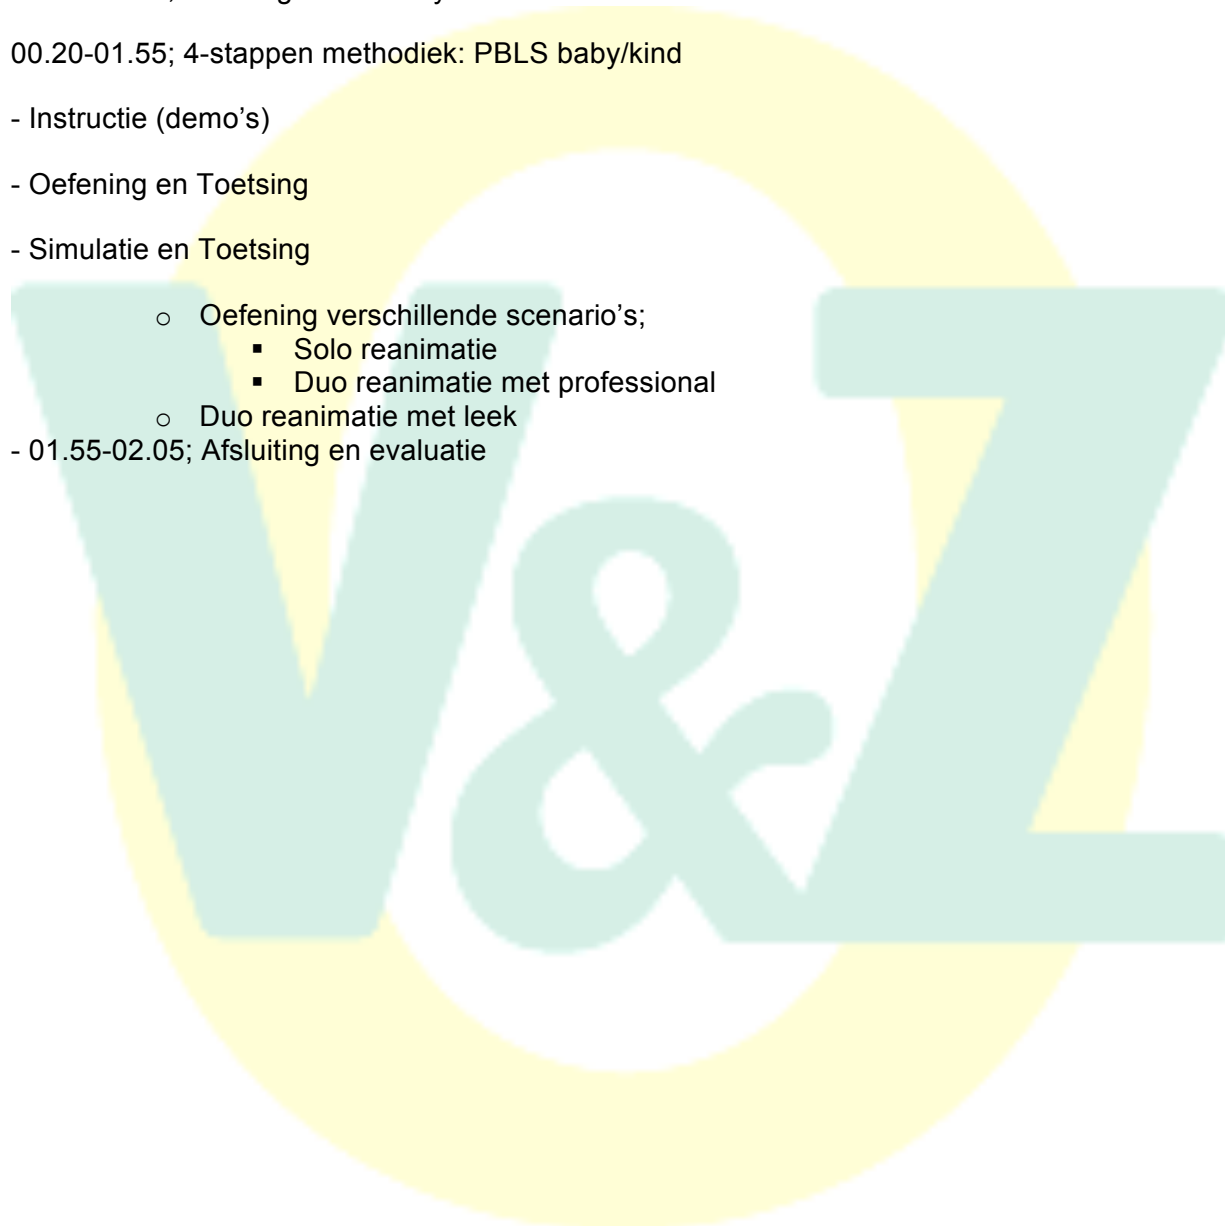 00.20-01.55; 4-stappen methodiek: PBLS baby/kind
- Instructie (demo’s)
- Oefening en Toetsing
- Simulatie en Toetsing
o Oefening verschillende scenario’s;
▪ Solo reanimatie
▪ Duo reanimatie met professional
o Duo reanimatie met leek
- 01.55-02.05; Afsluiting en evaluatie
V&Z